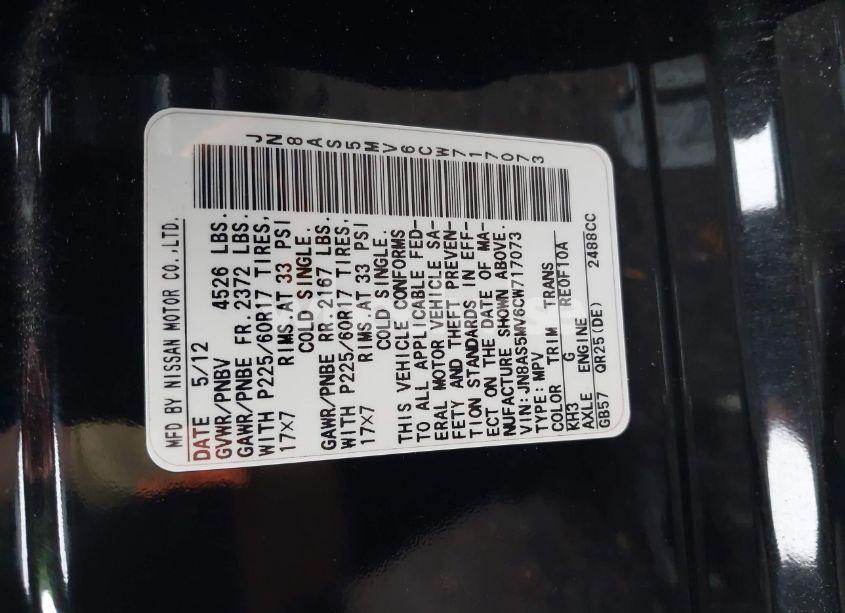 MFD BY NISSAN MOTOR CO.,LTD.
DATE 5/12
GVWR/PNBV 4526 LBS.
GAWR/PNBE FR.2372 LBS.
WITH P225/60R17 TIRES,
17x7 RIMS.AT 33 PSI
COLD SINGLE.
GAWR/PNBE RR.2167 LBS.
WITH P225/60R17 TIRES,
17x7 RIMS.AT 33 PSI
COLD SINGLE.
THIS VEHICLE CONFORMS
TO ALL APPLICABLE FED-
ERAL MOTOR VEHICLE SA-
FETY AND THEFT PREVEN-
TION STANDARDS IN EFF-
ECT ON THE DATE OF MA-
NUFACTURE SHOWN ABOVE.
VIN: JN8AS5MV6CW717073
TYPE: MPV
COLOR TRIM TRANS
KH3 G RE0F10A
AXLE ENGINE
GB57 QR25(DE) 2488CC
JN8AS5MV6CW717073